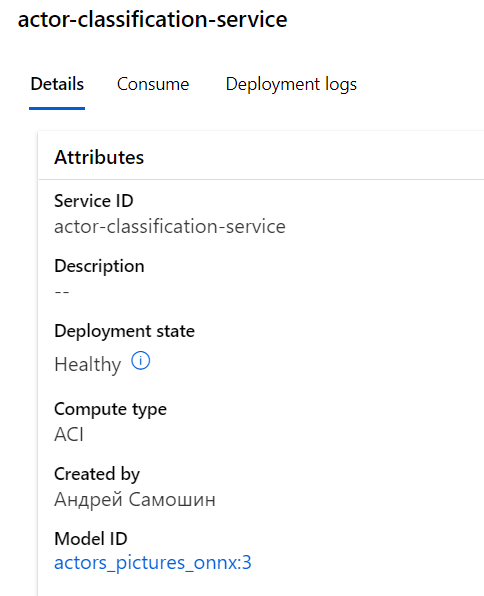 actor-classification-service
Details Consume Deployment logs
Attributes
Service ID
actor-classification-service
Description
--
Deployment state
Healthy
Compute type
ACI
Created by
Андрей Самошин
Model ID
actors_pictures_onnx:3